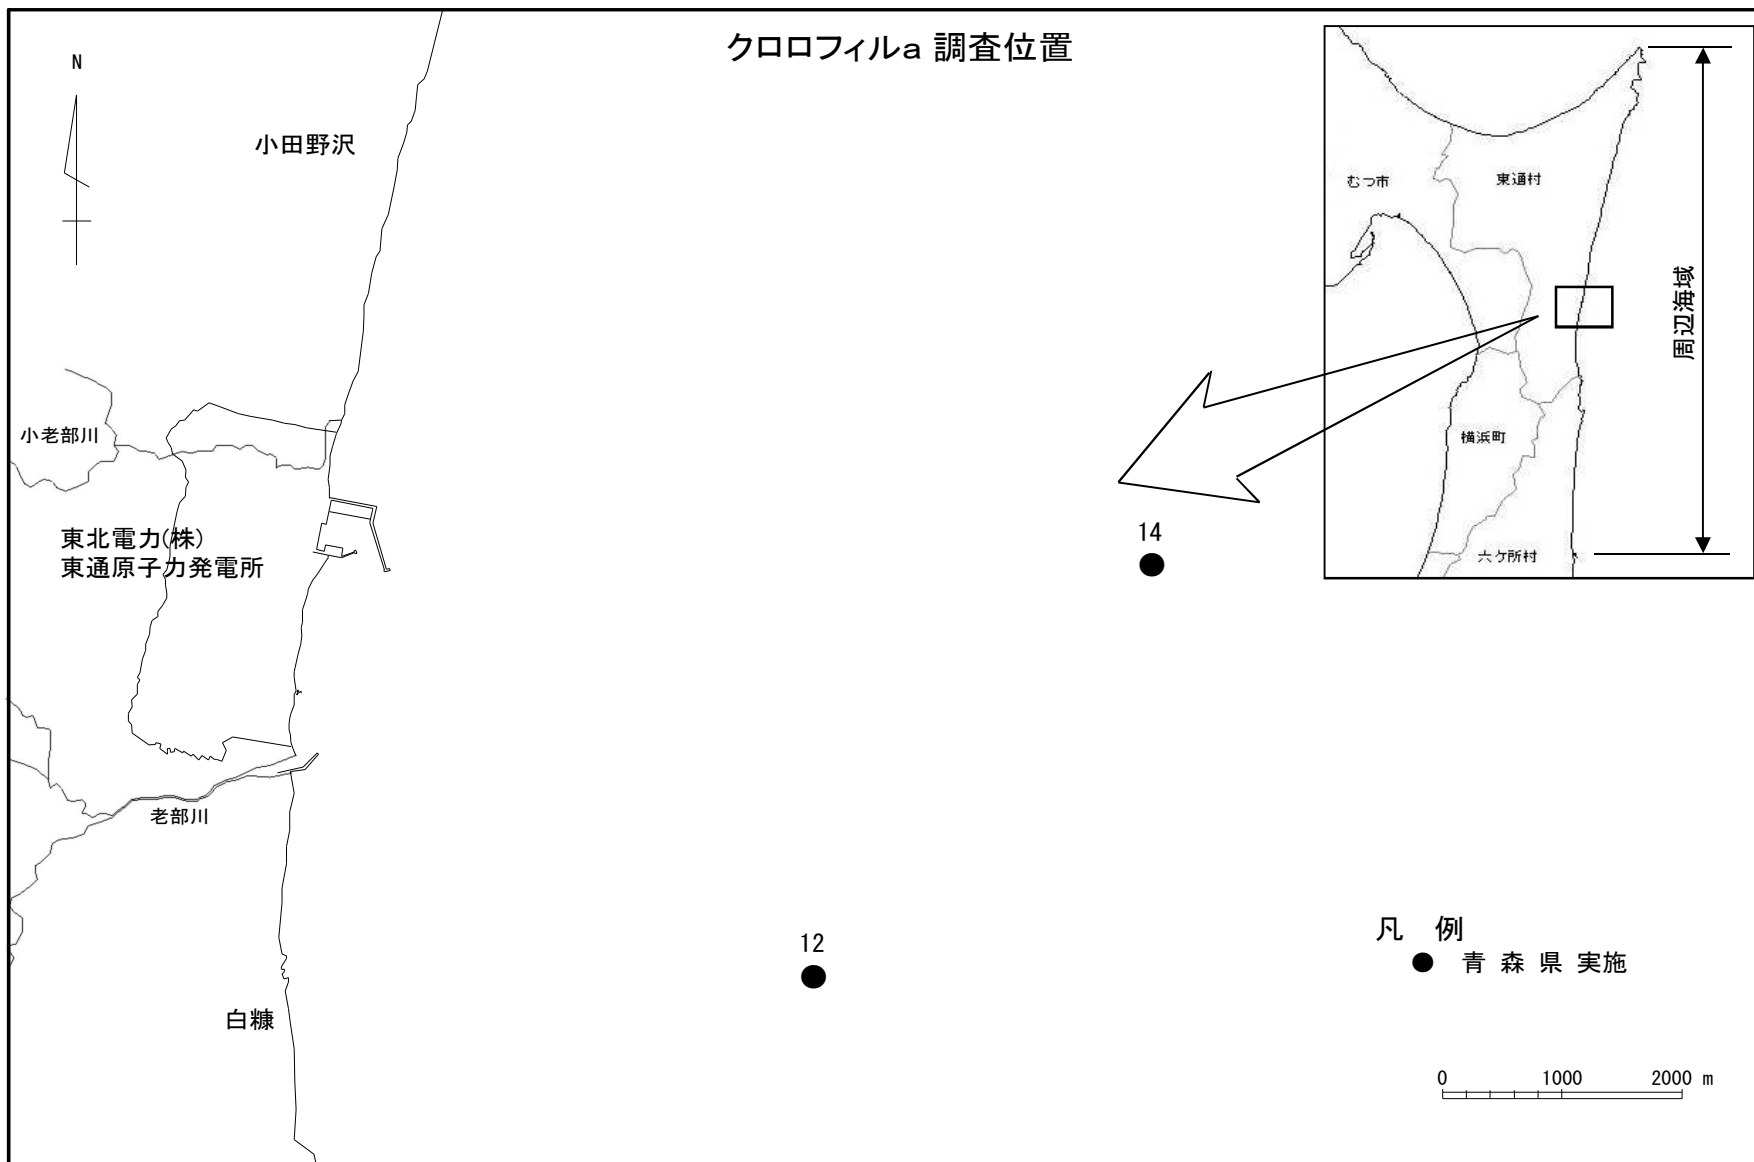 クロロフィルa 調査位置
N
小田野沢
むつ市
東通村
周辺海域
小老部川
横浜町
東北電力(株)
東通原子力発電所
14
六ケ所村
老部川
12
凡 例
● 青 森 県 実施
白糠
0 1000 2000 m